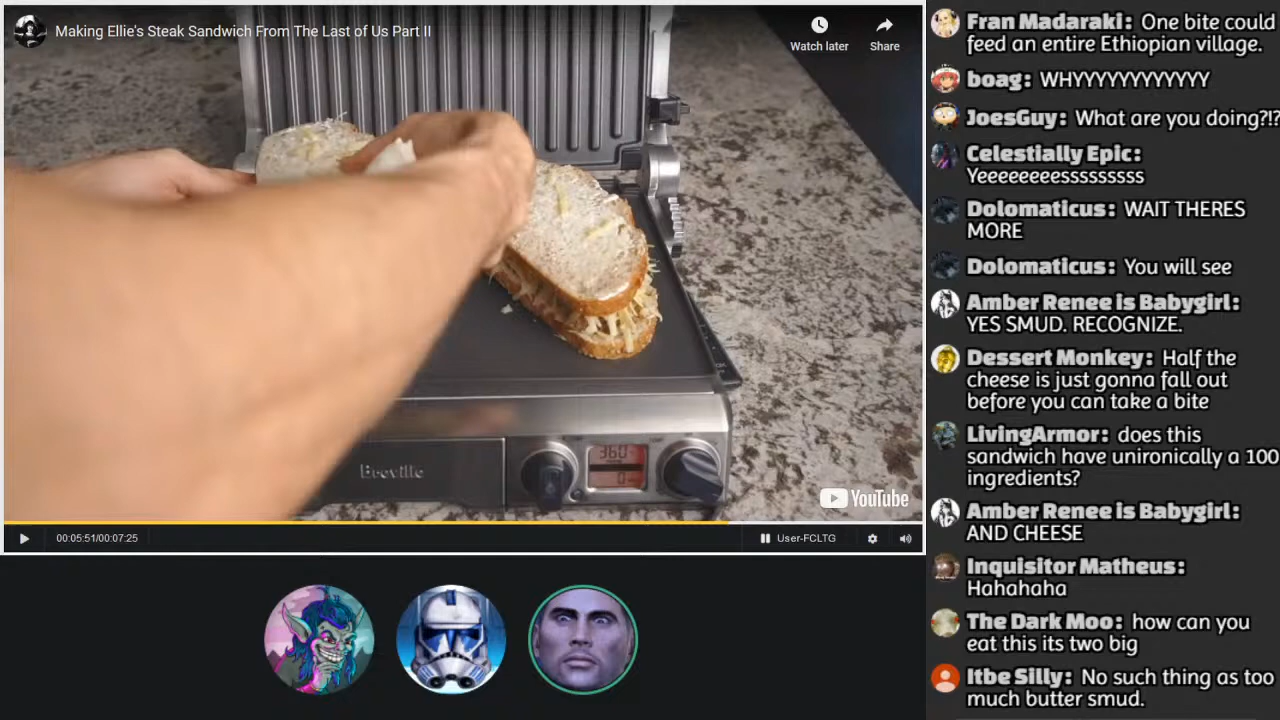 Making Ellie's Steak Sandwich From The Last of Us Part II
Watch later
Share
Breville
360
YouTube
00:05:51/00:07:25
User-FCLTG
Fran Madaraki: One bite could
feed an entire Ethiopian village.
boag: WHYYYYYYYYYYYY
JoesGuy: What are you doing?!?
Celestially Epic:
Yeeeeeeesssssssss
Dolomaticus: WAIT THERES
MORE
Dolomaticus: You will see
Amber Renee is Babygirl:
YES SMUD. RECOGNIZE.
Dessert Monkey: Half the
cheese is just gonna fall out
before you can take a bite
LivingArmor: does this
sandwich have unironically a 100
ingredients?
Amber Renee is Babygirl:
AND CHEESE
Inquisitor Matheus:
Hahahaha
The Dark Moo: how can you
eat this its two big
Itbe Silly: No such thing as too
much butter smud.